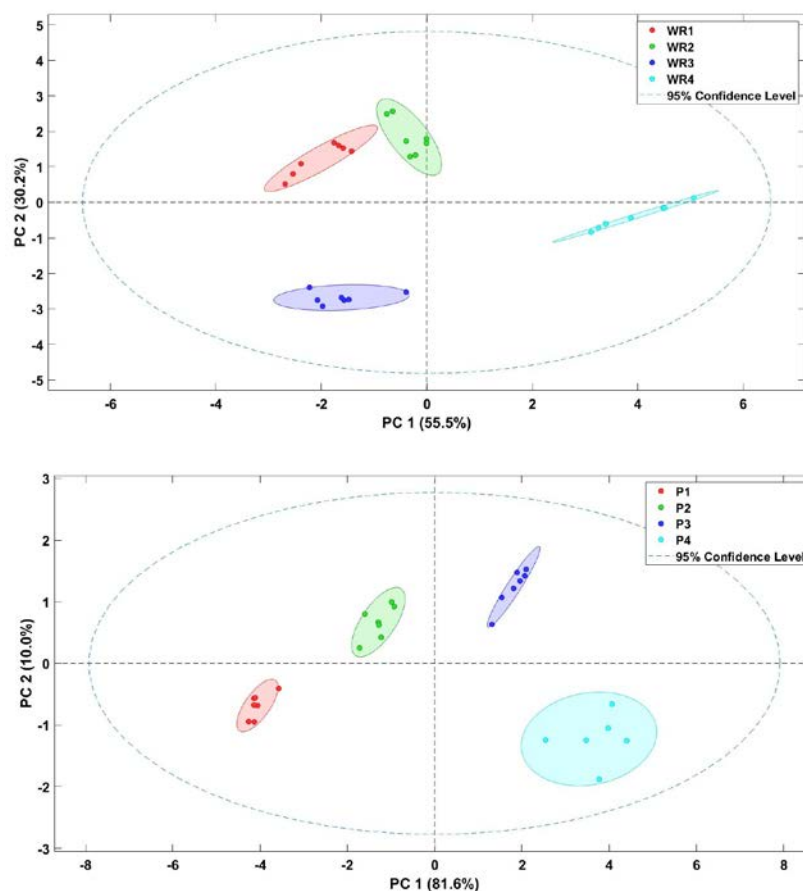 5
4
3
2
1
0
-1
-2
-3
-4
-5
PC 2 (30.2%)
WR1
WR2
WR3
WR4
95% Confidence Level
-6
-4
-2
0
2
4
6
PC 1 (55.5%)
3
2
1
0
-1
-2
-3
PC 2 (10.0%)
P1
P2
P3
P4
95% Confidence Level
-8
-6
-4
-2
0
2
4
6
8
PC 1 (81.6%)